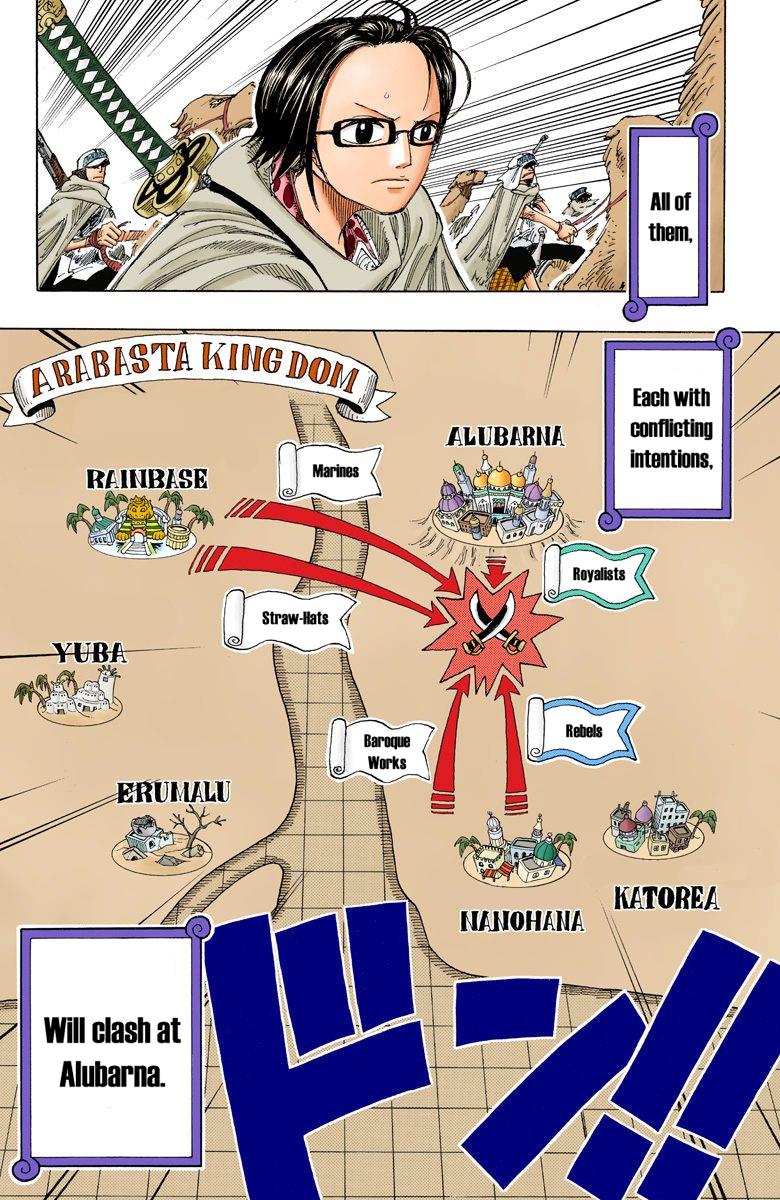 All of
them,
ARABASTA KINGDOM
Each with
conflicting
intentions,
ALUBARNA
RAINBASE
Marines
Royalists
Straw-Hats
YUBA
Baroque
Works
Rebels
ERUMALU
KATOREA
NANOHANA
Will clash at
Alubarna.
ドン!!